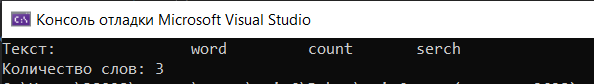 Консоль отладки Microsoft Visual Studio
Текст: word count serch
Количество слов: 3